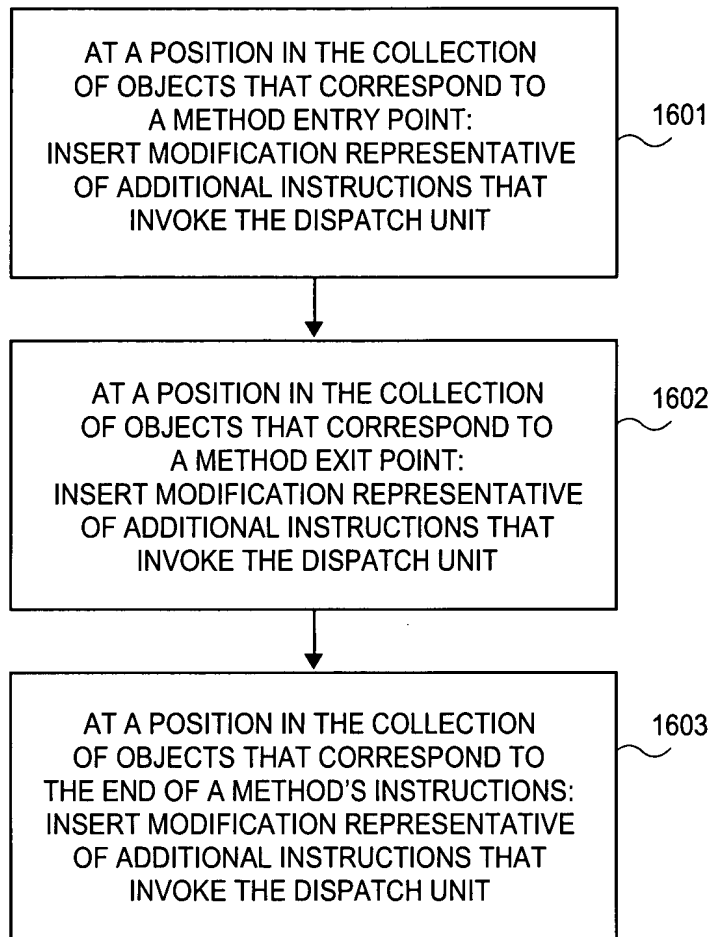 AT A POSITION IN THE COLLECTION
OF OBJECTS THAT CORRESPOND TO
A METHOD ENTRY POINT:
INSERT MODIFICATION REPRESENTATIVE
OF ADDITIONAL INSTRUCTIONS THAT
INVOKE THE DISPATCH UNIT
1601
AT A POSITION IN THE COLLECTION
OF OBJECTS THAT CORRESPOND TO
A METHOD EXIT POINT:
INSERT MODIFICATION REPRESENTATIVE
OF ADDITIONAL INSTRUCTIONS THAT
INVOKE THE DISPATCH UNIT
1602
AT A POSITION IN THE COLLECTION
OF OBJECTS THAT CORRESPOND TO
THE END OF A METHOD'S INSTRUCTIONS:
INSERT MODIFICATION REPRESENTATIVE
OF ADDITIONAL INSTRUCTIONS THAT
INVOKE THE DISPATCH UNIT
1603